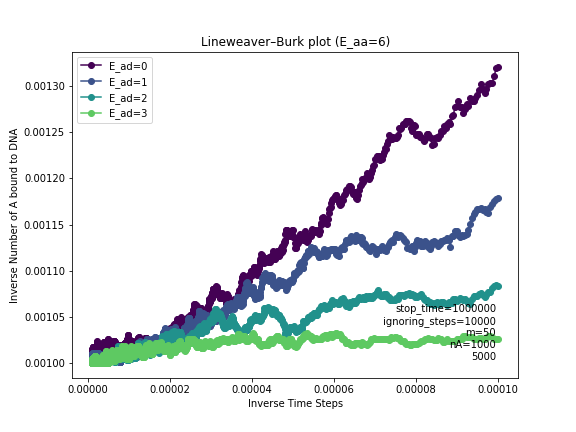 Lineweaver–Burk plot (E_aa=6)
E_ad=0
E_ad=1
E_ad=2
E_ad=3
Inverse Number of A bound to DNA
0.00130
0.00125
0.00120
0.00115
0.00110
0.00105
0.00100
stop_time=1000000
ignoring_steps=10000
m=50
nA=1000
5000
0.00000 0.00002 0.00004 0.00006 0.00008 0.00010
Inverse Time Steps